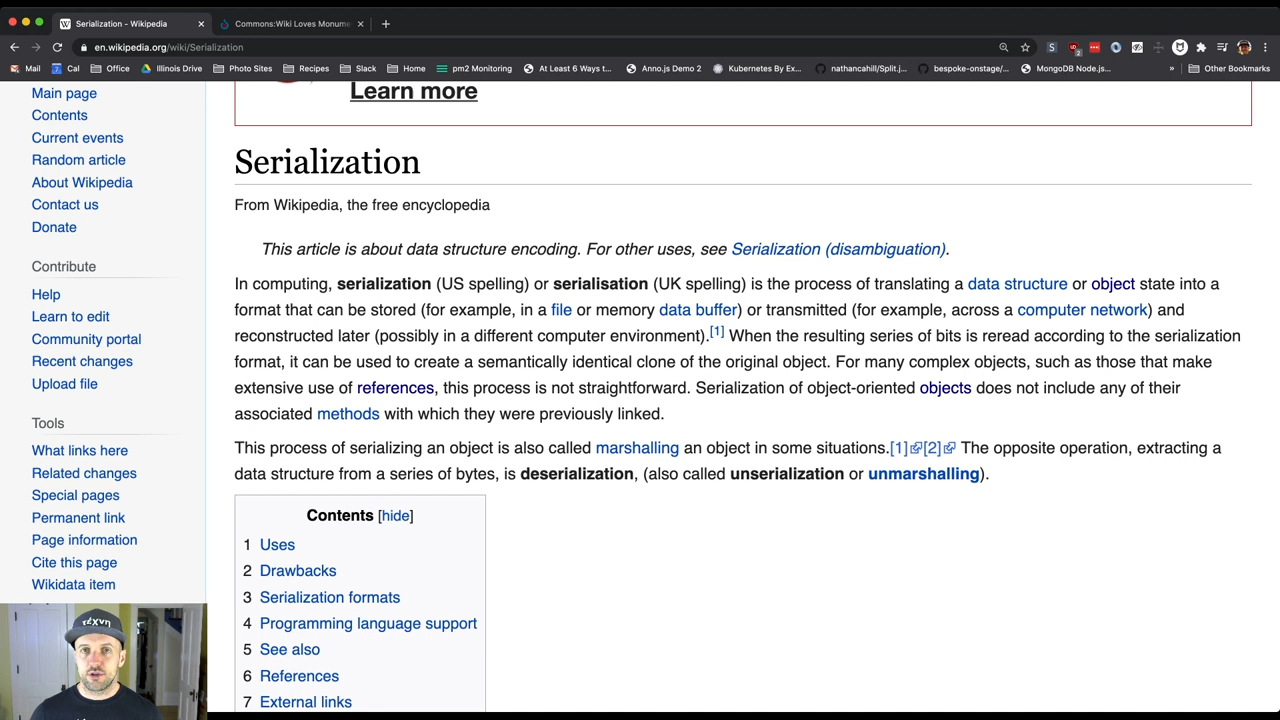 Serialization - Wikipedia
Commons:Wiki Loves Monume
en.wikipedia.org/wiki/Serialization
Mail Cal Office Illinois Drive Photo Sites Recipes Slack Home pm2 Monitoring At Least 6 Ways t... Anno.js Demo 2 Kubernetes By Ex... nathancahill/Split.j... bespoke-onstage/... MongoDB Node.js... » Other Bookmarks
Learn more
Main page
Contents
Current events
Random article
About Wikipedia
Contact us
Donate
Contribute
Help
Learn to edit
Community portal
Recent changes
Upload file
Tools
What links here
Related changes
Special pages
Permanent link
Page information
Cite this page
Wikidata item
Serialization
From Wikipedia, the free encyclopedia
This article is about data structure encoding. For other uses, see Serialization (disambiguation).
In computing, serialization (US spelling) or serialisation (UK spelling) is the process of translating a data structure or object state into a
format that can be stored (for example, in a file or memory data buffer) or transmitted (for example, across a computer network) and
reconstructed later (possibly in a different computer environment).[1] When the resulting series of bits is reread according to the serialization
format, it can be used to create a semantically identical clone of the original object. For many complex objects, such as those that make
extensive use of references, this process is not straightforward. Serialization of object-oriented objects does not include any of their
associated methods with which they were previously linked.
This process of serializing an object is also called marshalling an object in some situations.[1][2] The opposite operation, extracting a
data structure from a series of bytes, is deserialization, (also called unserialization or unmarshalling).
Contents [hide]
1 Uses
2 Drawbacks
3 Serialization formats
4 Programming language support
5 See also
6 References
7 External links